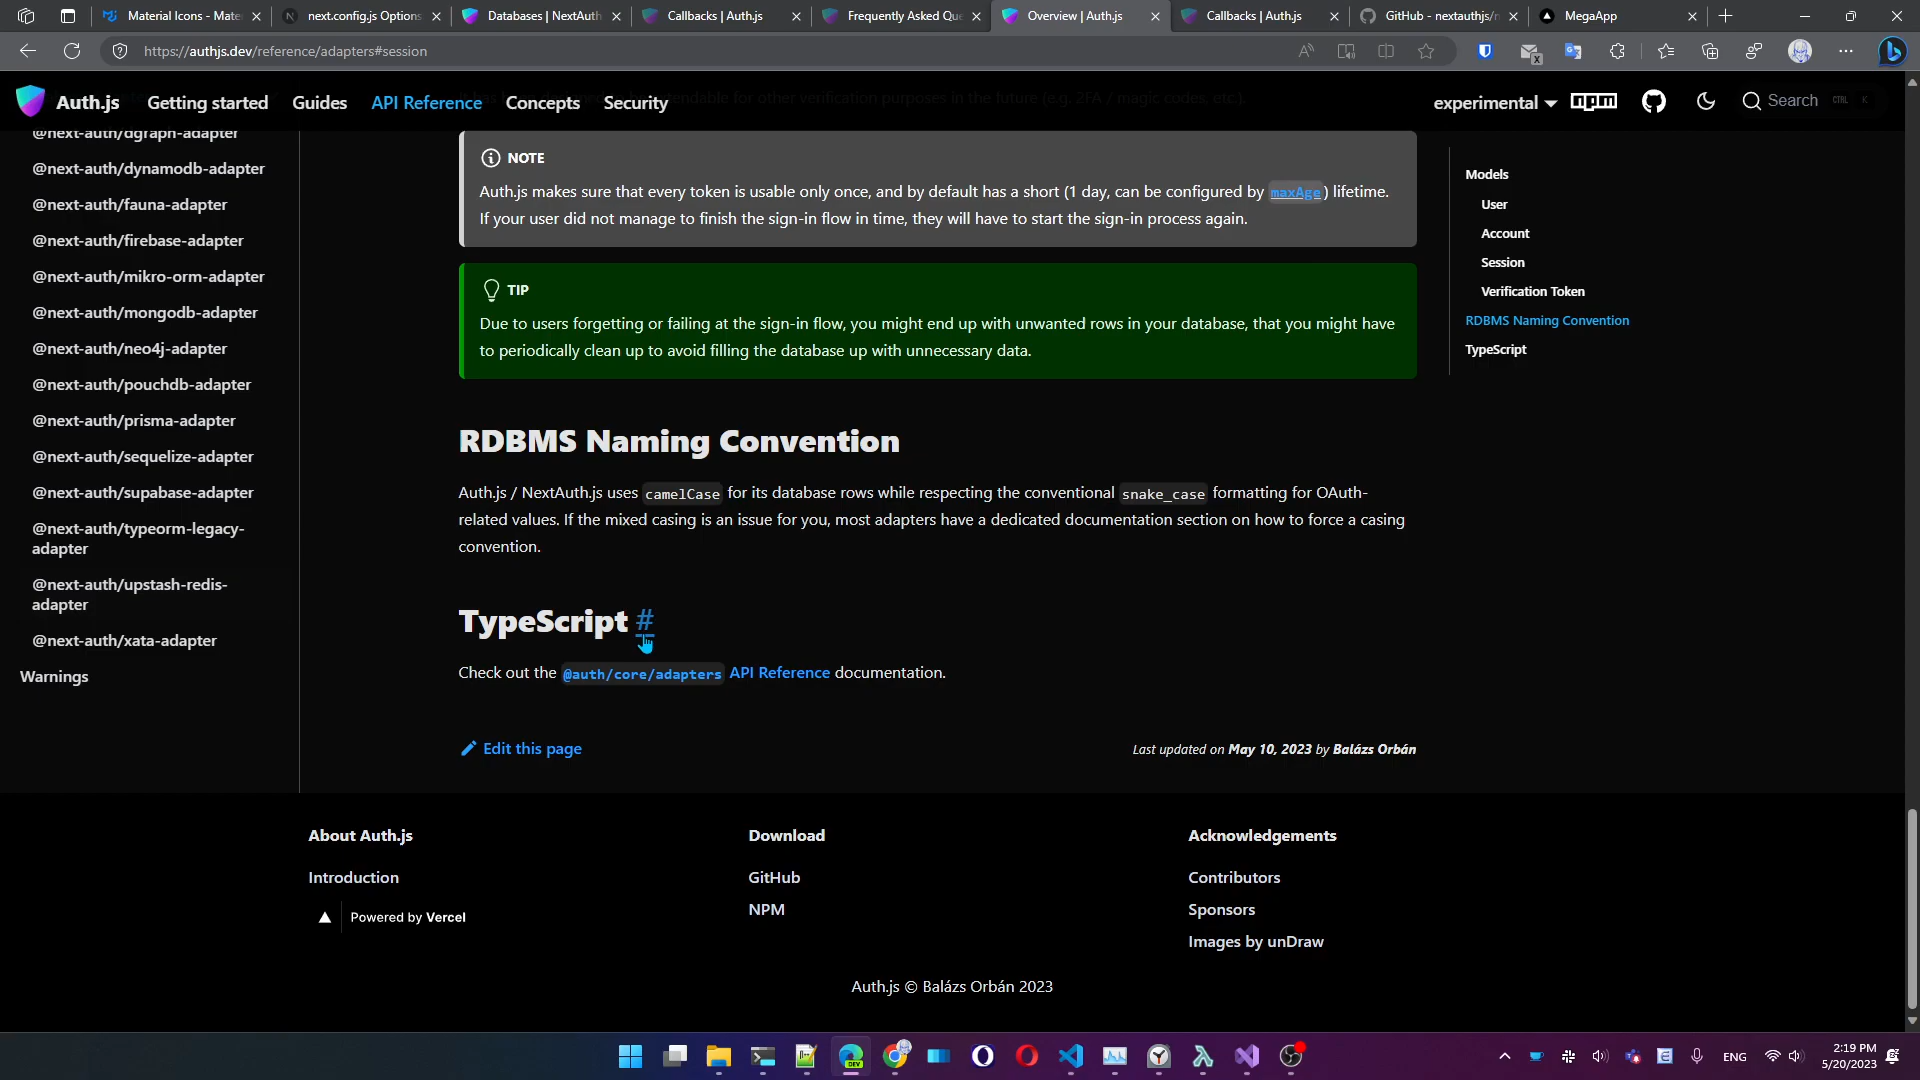 Material Icons - Mate
next.config.js Options
Databases | NextAuth
Callbacks | Auth.js
Frequently Asked Que
Overview | Auth.js
Callbacks | Auth.js
GitHub - nextauthjs/n
MegaApp
https://authjs.dev/reference/adapters#session
Auth.js
Getting started
Guides
API Reference
Concepts
Security
extendable for other verification purposes in the future (e.g. 2FA / magic codes, etc.).
experimental
npm
Search
CTRL K
@next-auth/dgraph-adapter
@next-auth/dynamodb-adapter
@next-auth/fauna-adapter
@next-auth/firebase-adapter
@next-auth/mikro-orm-adapter
@next-auth/mongodb-adapter
@next-auth/neo4j-adapter
@next-auth/pouchdb-adapter
@next-auth/prisma-adapter
@next-auth/sequelize-adapter
@next-auth/supabase-adapter
@next-auth/typeorm-legacy-
adapter
@next-auth/upstash-redis-
adapter
@next-auth/xata-adapter
Warnings
NOTE
Auth.js makes sure that every token is usable only once, and by default has a short (1 day, can be configured by maxAge) lifetime.
If your user did not manage to finish the sign-in flow in time, they will have to start the sign-in process again.
TIP
Due to users forgetting or failing at the sign-in flow, you might end up with unwanted rows in your database, that you might have
to periodically clean up to avoid filling the database up with unnecessary data.
RDBMS Naming Convention
Auth.js / NextAuth.js uses camelCase for its database rows while respecting the conventional snake_case formatting for OAuth-
related values. If the mixed casing is an issue for you, most adapters have a dedicated documentation section on how to force a casing
convention.
TypeScript #
Check out the @auth/core/adapters API Reference documentation.
Edit this page
Last updated on May 10, 2023 by Balázs Orbán
Models
User
Account
Session
Verification Token
RDBMS Naming Convention
TypeScript
About Auth.js
Introduction
Powered by Vercel
Download
GitHub
NPM
Acknowledgements
Contributors
Sponsors
Images by unDraw
Auth.js © Balázs Orbán 2023
ENG
2:19 PM
5/20/2023